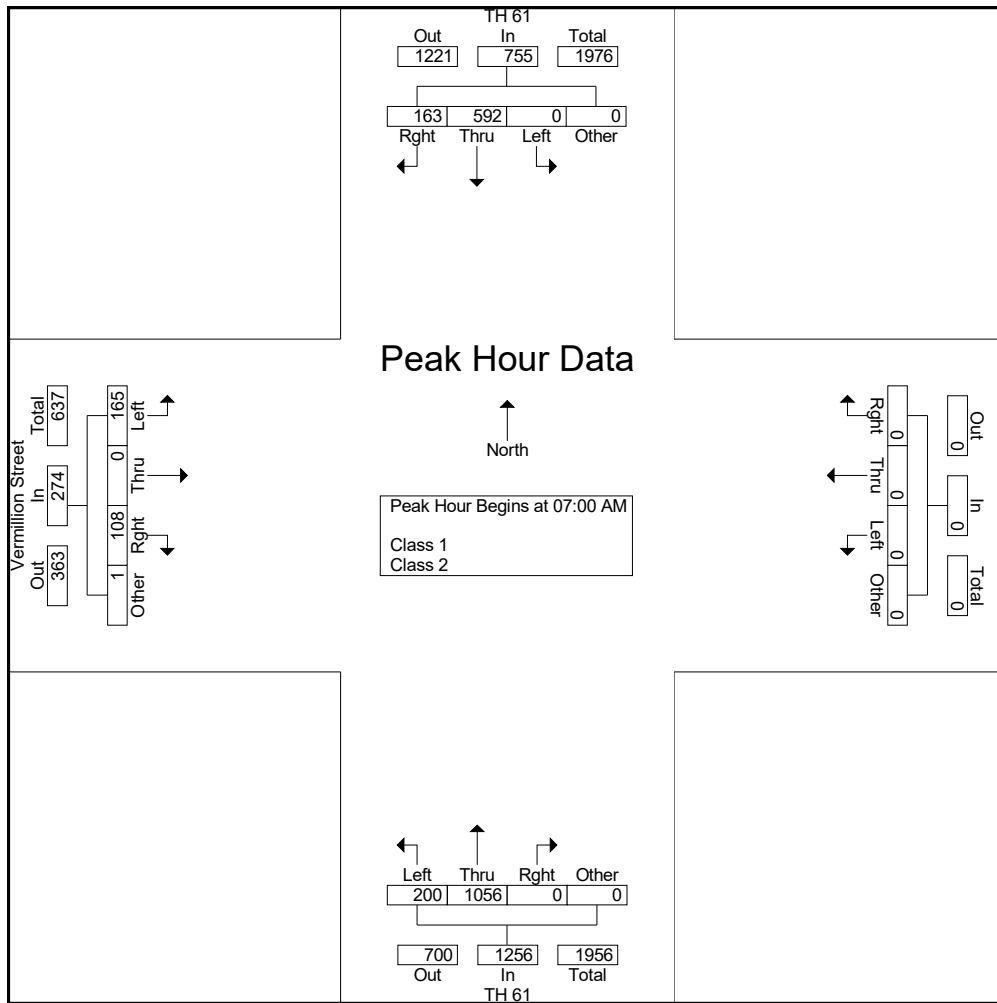 TH 61
Out In Total
1221 755 1976
163 592 0 0
Rght Thru Left Other
Peak Hour Data
North
Peak Hour Begins at 07:00 AM
Class 1
Class 2
Vermillion Street
Out In Total
363 274 637
Other Rght Thru Left
1 108 0 165
Out In Total
0 0 0
Rght Thru Left Other
0 0 0 0
Left Thru Rght Other
200 1056 0 0
700 1256 1956
Out In Total
TH 61